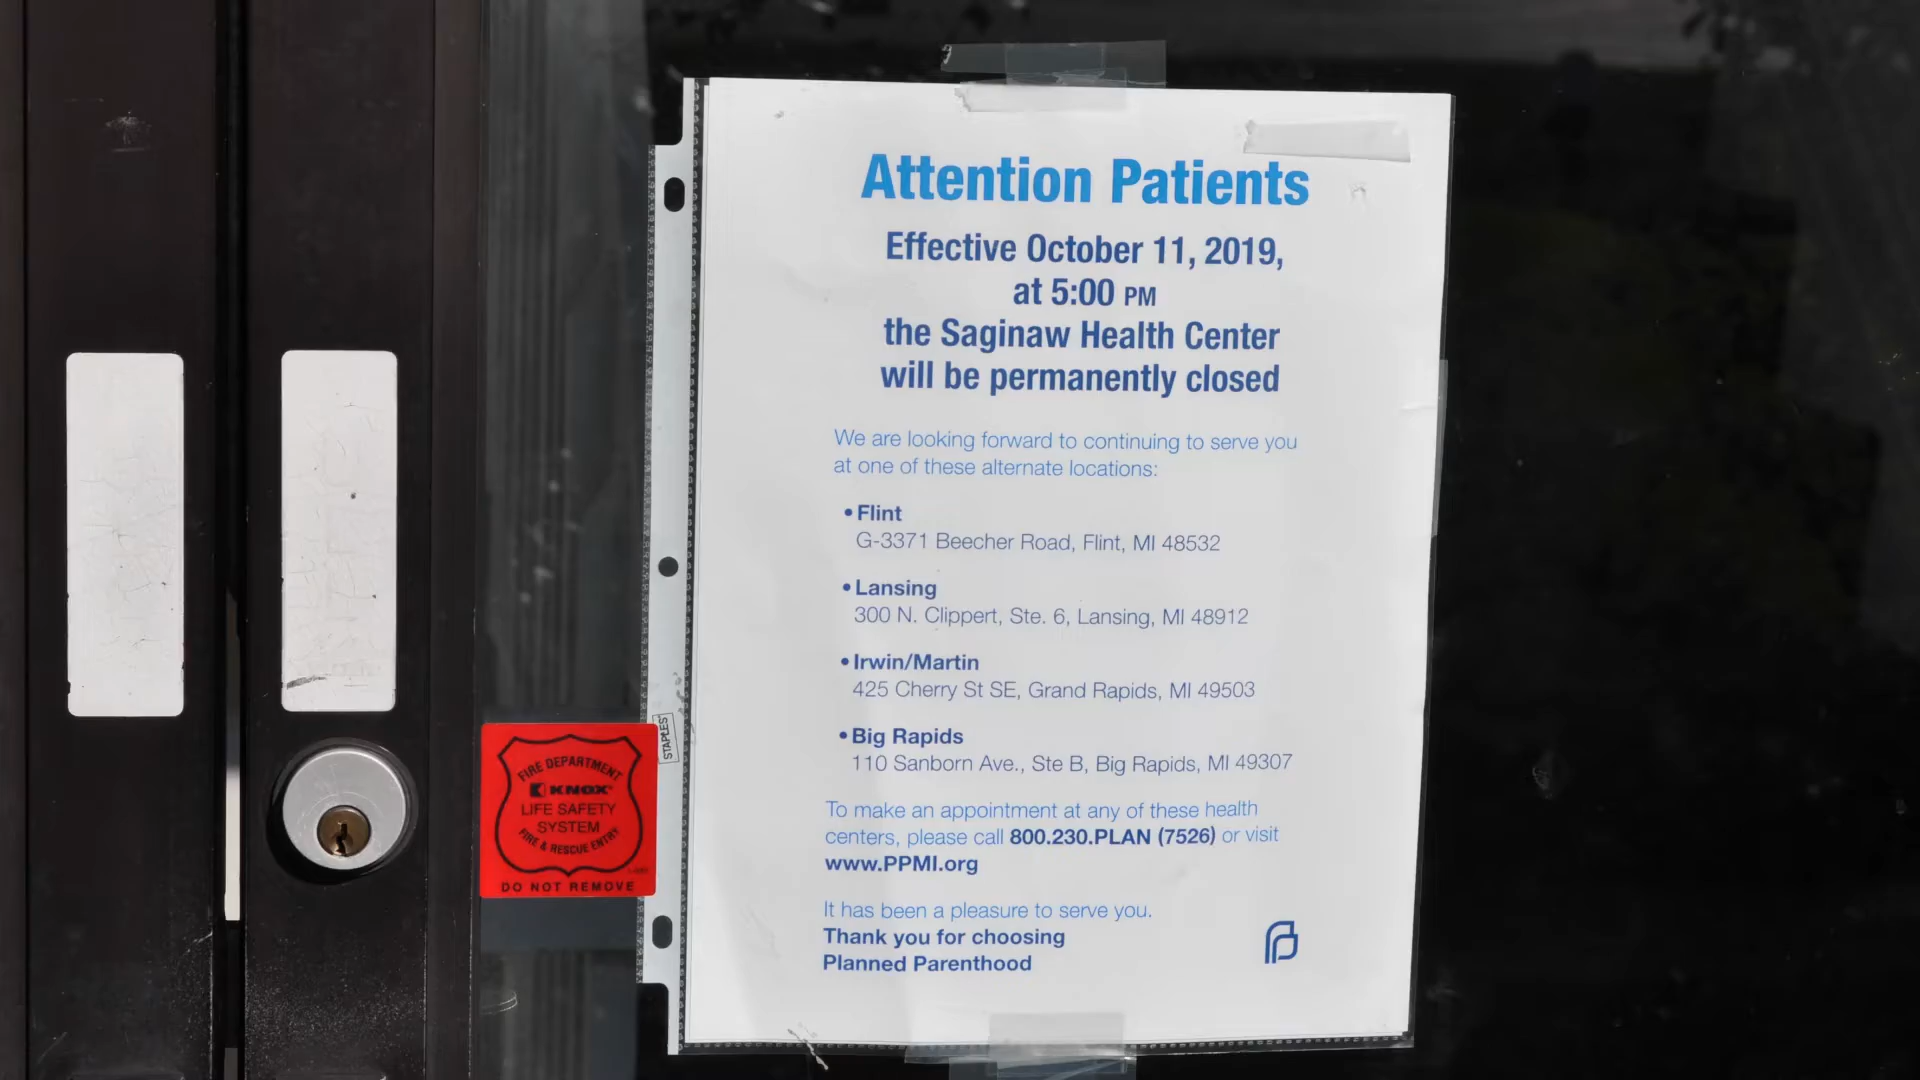 Attention Patients
Effective October 11, 2019,
at 5:00 PM
the Saginaw Health Center
will be permanently closed
We are looking forward to continuing to serve you
at one of these alternate locations:
• Flint
G-3371 Beecher Road, Flint, MI 48532
• Lansing
300 N. Clippert, Ste. 6, Lansing, MI 48912
• Irwin/Martin
425 Cherry St SE, Grand Rapids, MI 49503
• Big Rapids
110 Sanborn Ave., Ste B, Big Rapids, MI 49307
To make an appointment at any of these health
centers, please call 800.230.PLAN (7526) or visit
www.PPMI.org
It has been a pleasure to serve you.
Thank you for choosing
Planned Parenthood
STAPLES
FIRE DEPARTMENT
KNOX
LIFE SAFETY
SYSTEM
FIRE & RESCUE ENTRY
DO NOT REMOVE